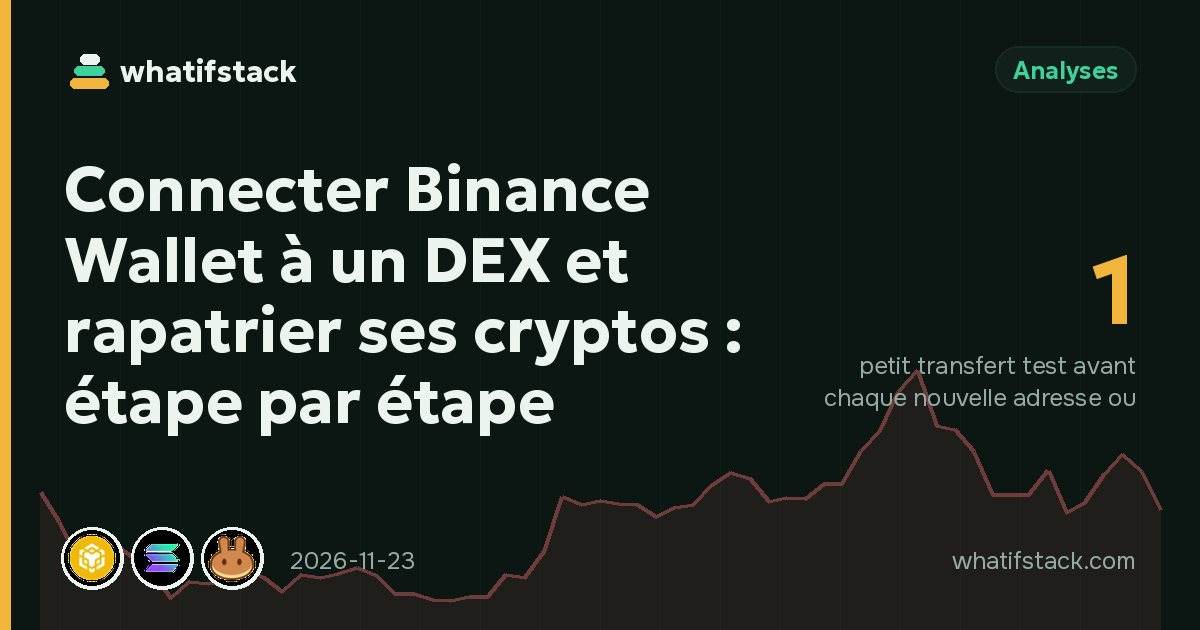 whatifstack
Analyses
Connecter Binance
Wallet à un DEX et
rapatrier ses cryptos :
étape par étape
1
petit transfert test avant
chaque nouvelle adresse ou
2026-11-23
whatifstack.com